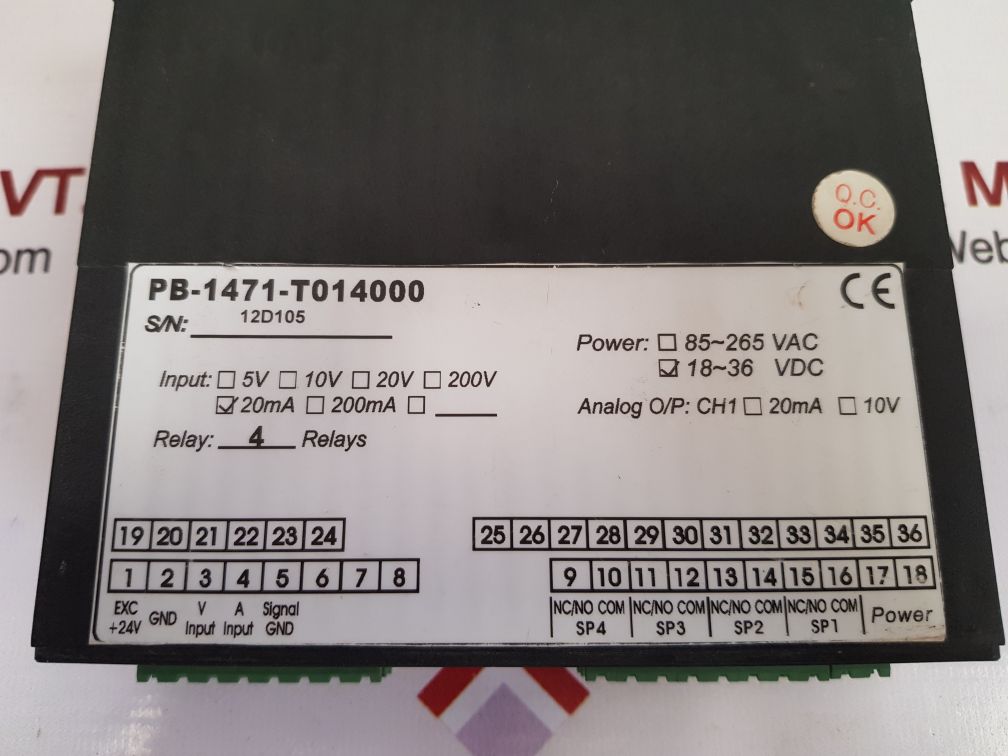 VT
om
M
Web
Q.C.
OK
PB-1471-T014000
CE
S/N: 12D105
Power: ☐ 85~265 VAC
☑ 18~36 VDC
Input: ☐ 5V ☐ 10V ☐ 20V ☐ 200V
☑ 20mA ☐ 200mA ☐ ____
Analog O/P: CH1 ☐ 20mA ☐ 10V
Relay: 4 Relays
19 20 21 22 23 24
25 26 27 28 29 30 31 32 33 34 35 36
1 2 3 4 5 6 7 8
9 10 11 12 13 14 15 16 17 18
EXC +24V
GND
V Input
A Input
Signal GND
NC/NO COM NC/NO COM NC/NO COM NC/NO COM
SP4 SP3 SP2 SP1
Power